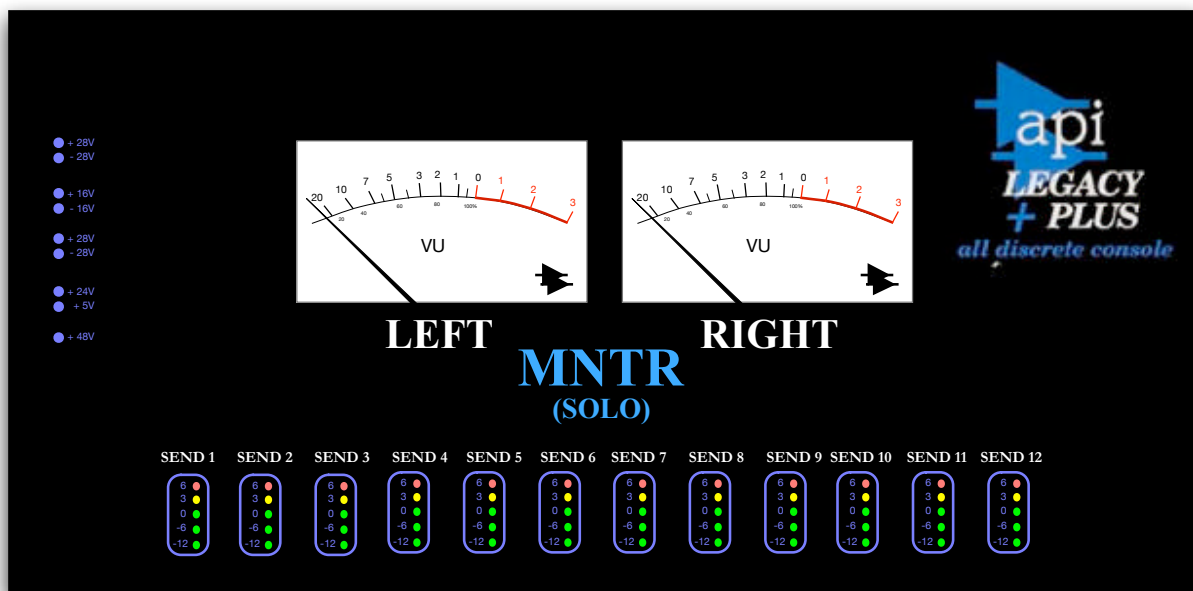 + 28V
- 28V
+ 16V
- 16V
+ 28V
- 28V
+ 24V
+ 5V
+ 48V
20 10 7 5 3 2 1 0 1 2 3
20 40 60 80 100%
VU
LEFT
20 10 7 5 3 2 1 0 1 2 3
20 40 60 80 100%
VU
RIGHT
api
LEGACY
+ PLUS
all discrete console
MNTR
(SOLO)
SEND 1 SEND 2 SEND 3 SEND 4 SEND 5 SEND 6 SEND 7 SEND 8 SEND 9 SEND 10 SEND 11 SEND 12
6 6 6 6 6 6 6 6 6 6 6 6
3 3 3 3 3 3 3 3 3 3 3 3
0 0 0 0 0 0 0 0 0 0 0 0
-6 -6 -6 -6 -6 -6 -6 -6 -6 -6 -6 -6
-12 -12 -12 -12 -12 -12 -12 -12 -12 -12 -12 -12